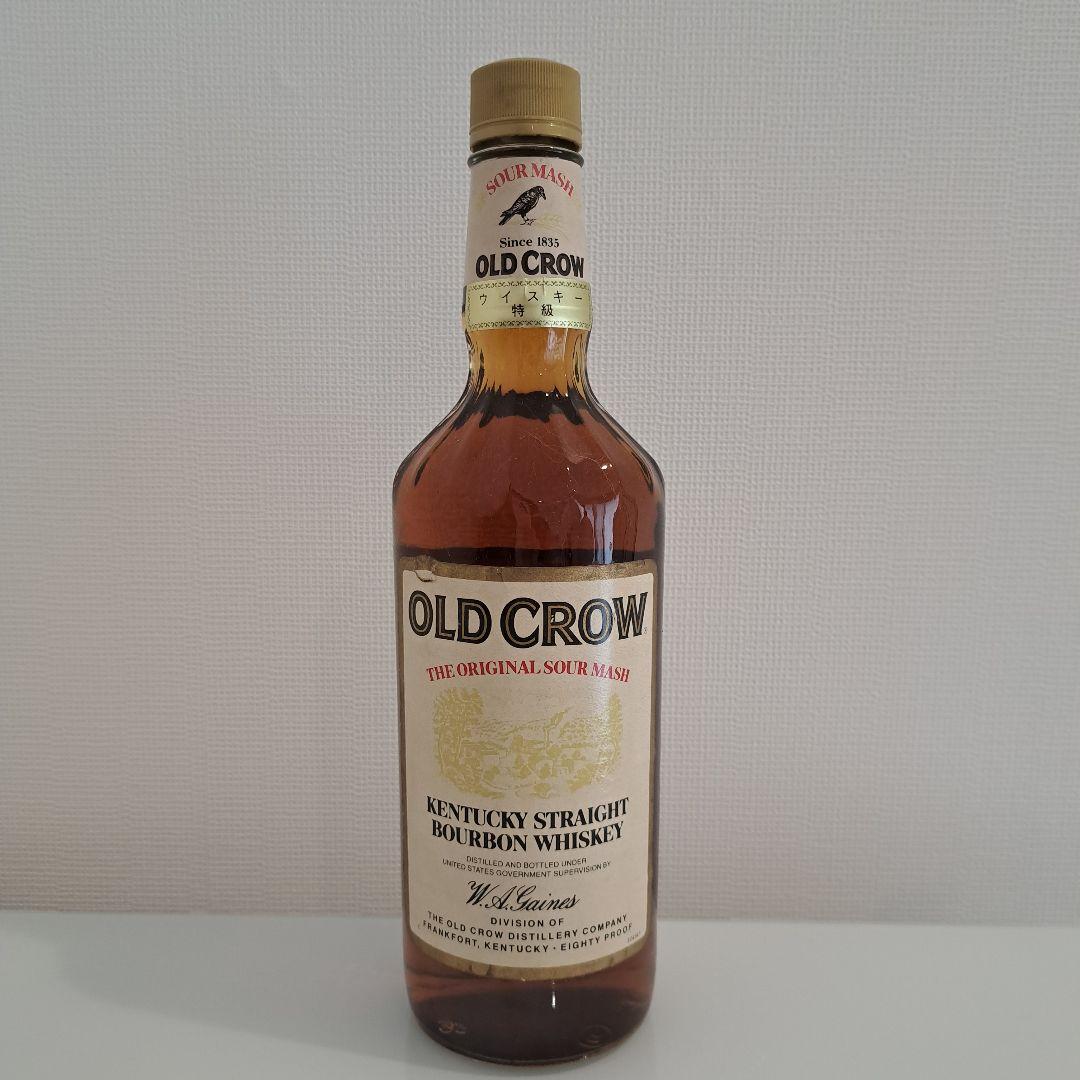 SOUR MASH
Since 1835
OLD CROW
ウイスキー
特級
OLD CROW
THE ORIGINAL SOUR MASH
KENTUCKY STRAIGHT
BOURBON WHISKEY
DISTILLED AND BOTTLED UNDER
UNITED STATES GOVERNMENT SUPERVISION BY
W.A.Gaines
DIVISION OF
THE OLD CROW DISTILLERY COMPANY
FRANKFORT, KENTUCKY · EIGHTY PROOF